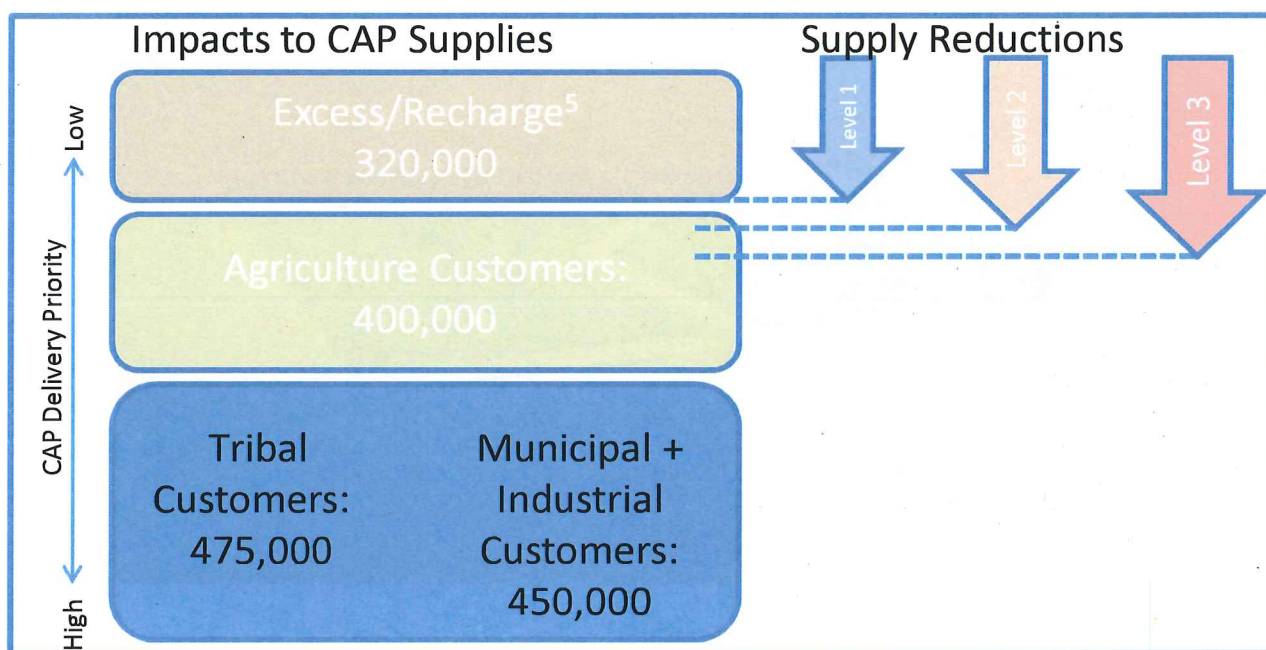 Impacts to CAP Supplies
Supply Reductions
Low
CAP Delivery Priority
High
Excess/Recharge⁵
320,000
Agriculture Customers:
400,000
Tribal
Customers:
475,000
Municipal +
Industrial
Customers:
450,000
Level 1
Level 2
Level 3